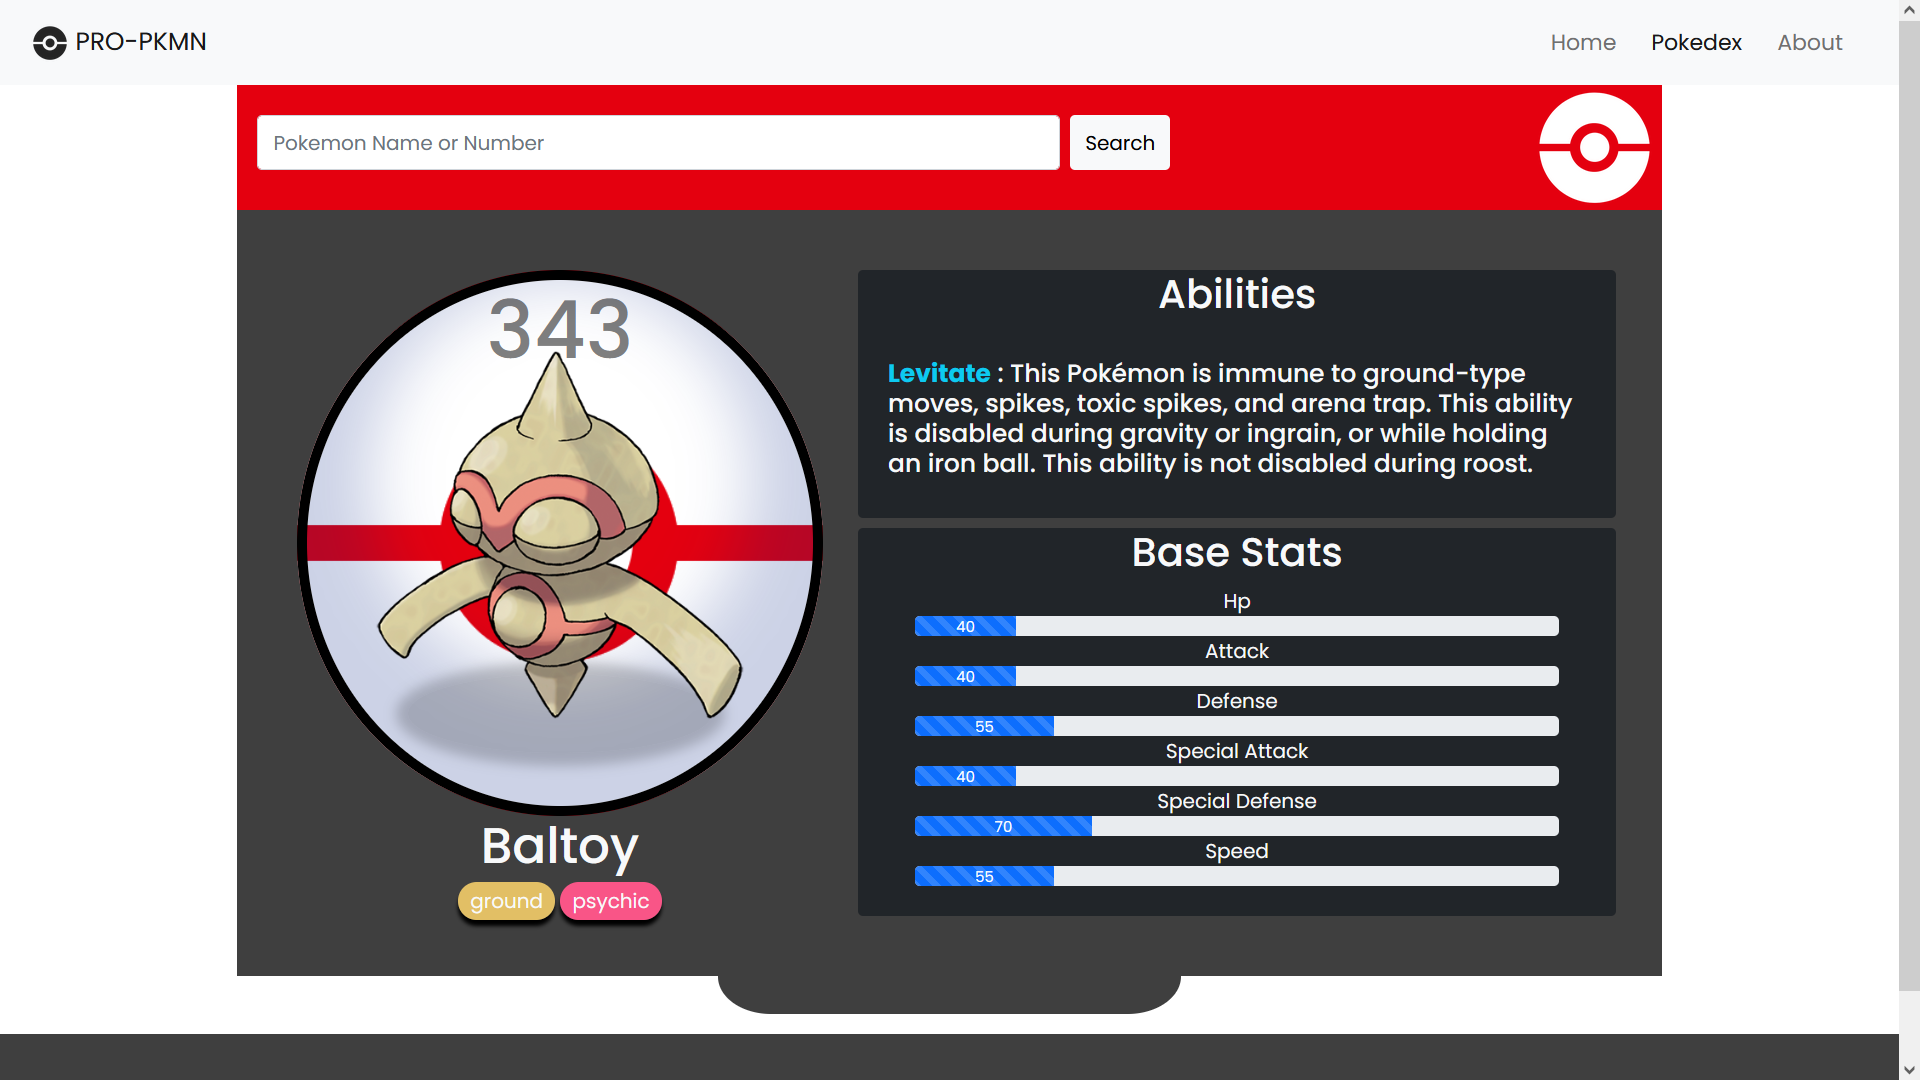 PRO-PKMN
Home
Pokedex
About
Pokemon Name or Number
Search
343
Baltoy
ground
psychic
Abilities
Levitate : This Pokémon is immune to ground-type
moves, spikes, toxic spikes, and arena trap. This ability
is disabled during gravity or ingrain, or while holding
an iron ball. This ability is not disabled during roost.
Base Stats
Hp
40
Attack
40
Defense
55
Special Attack
40
Special Defense
70
Speed
55